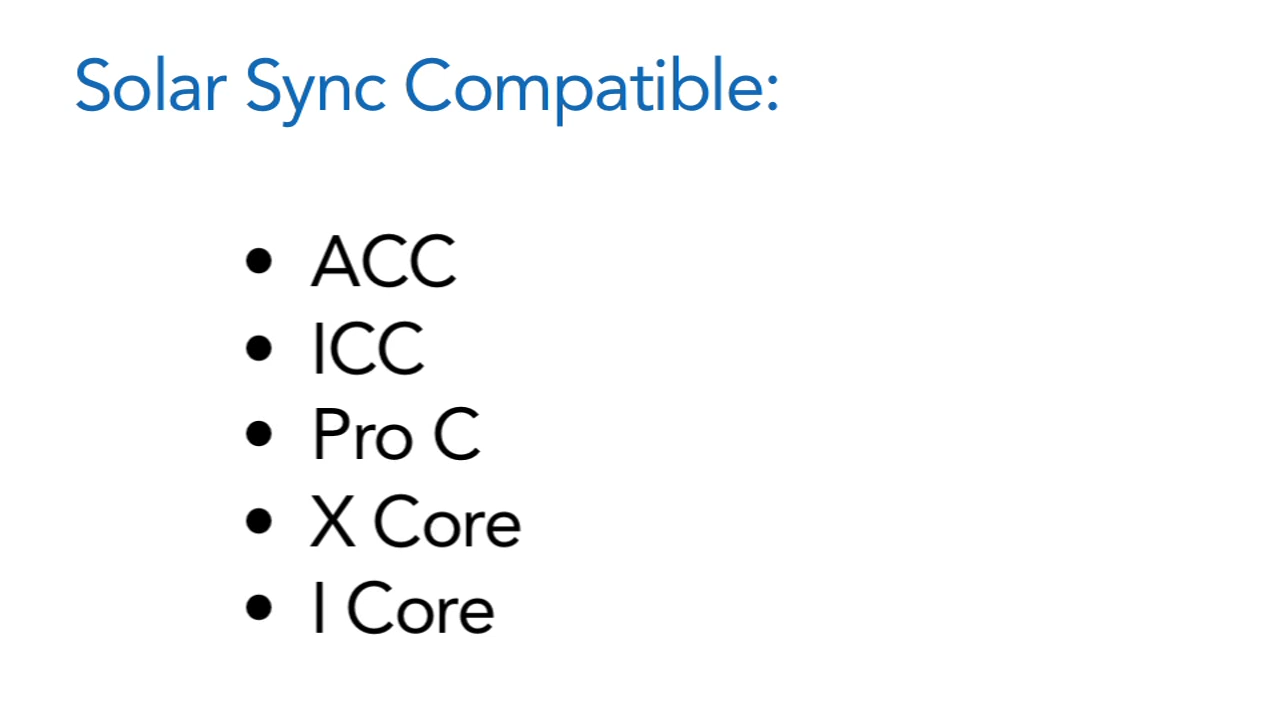 Solar Sync Compatible:
• ACC
• ICC
• Pro C
• X Core
• I Core